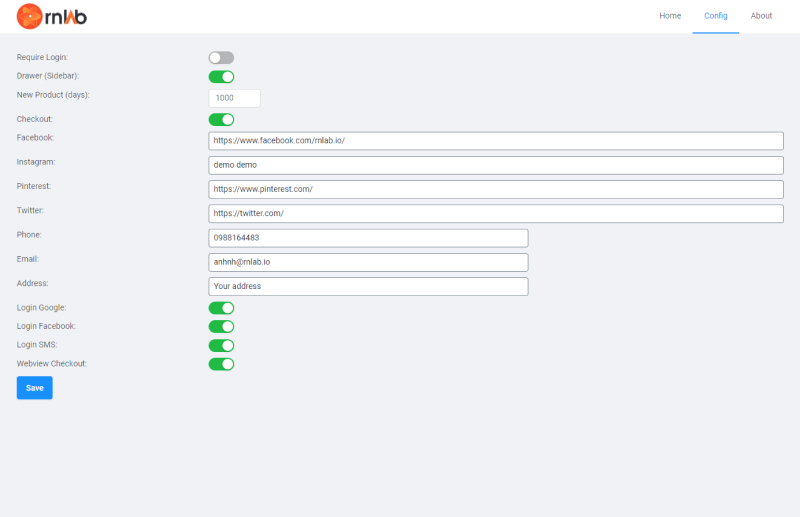 rnlab
Home Config About
Require Login:
Drawer (Sidebar):
New Product (days): 1000
Checkout:
Facebook: https://www.facebook.com/rnlab.io/
Instagram: demo demo
Pinterest: https://www.pinterest.com/
Twitter: https://twitter.com/
Phone: 0988164483
Email: anhnh@rnlab.io
Address: Your address
Login Google:
Login Facebook:
Login SMS:
Webview Checkout:
Save